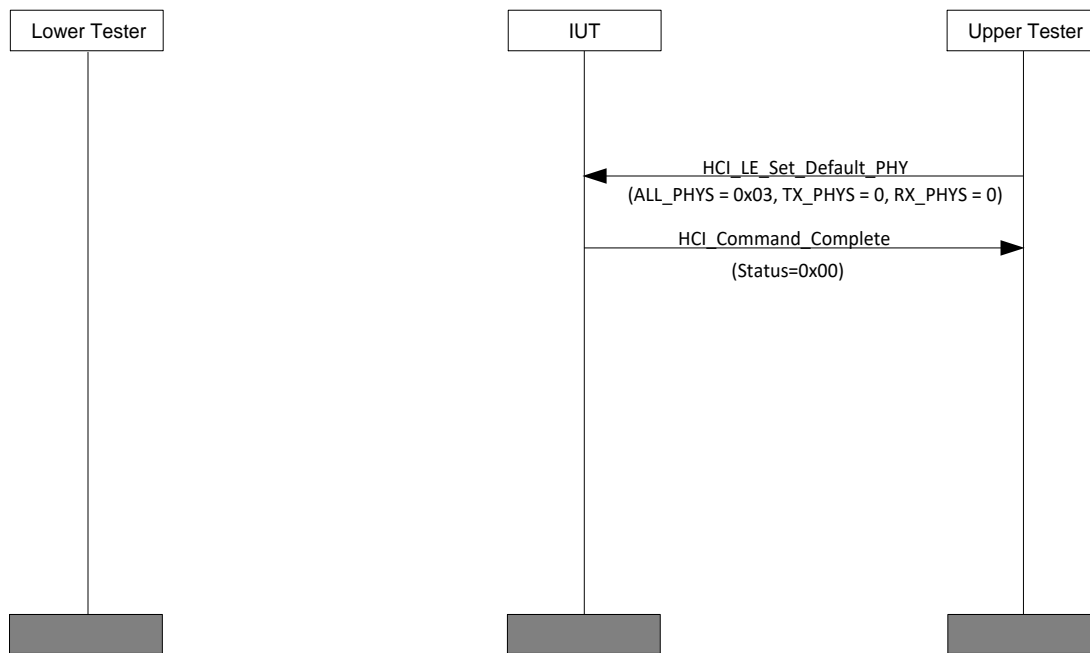 Lower Tester
IUT
Upper Tester
HCI_LE_Set_Default_PHY
(ALL_PHYS = 0x03, TX_PHYS = 0, RX_PHYS = 0)
HCI_Command_Complete
(Status=0x00)